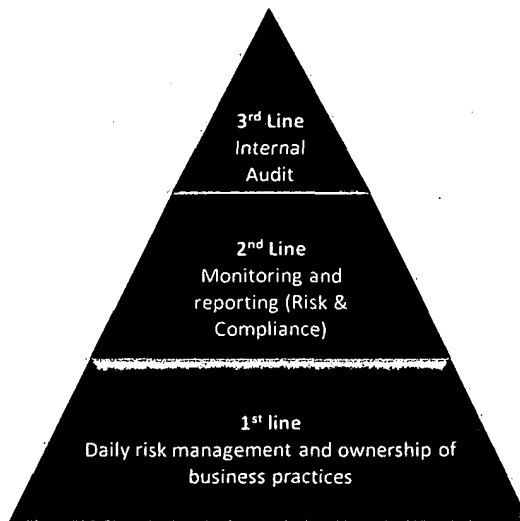 3rd Line
Internal
Audit
2nd Line
Monitoring and
reporting (Risk &
Compliance)
1st line
Daily risk management and ownership of
business practices